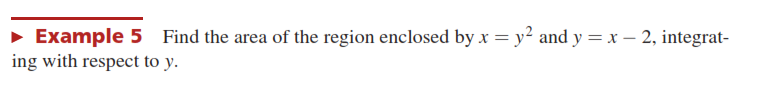 ▶ Example 5 Find the area of the region enclosed by x = y² and y = x − 2, integrat-
ing with respect to y.